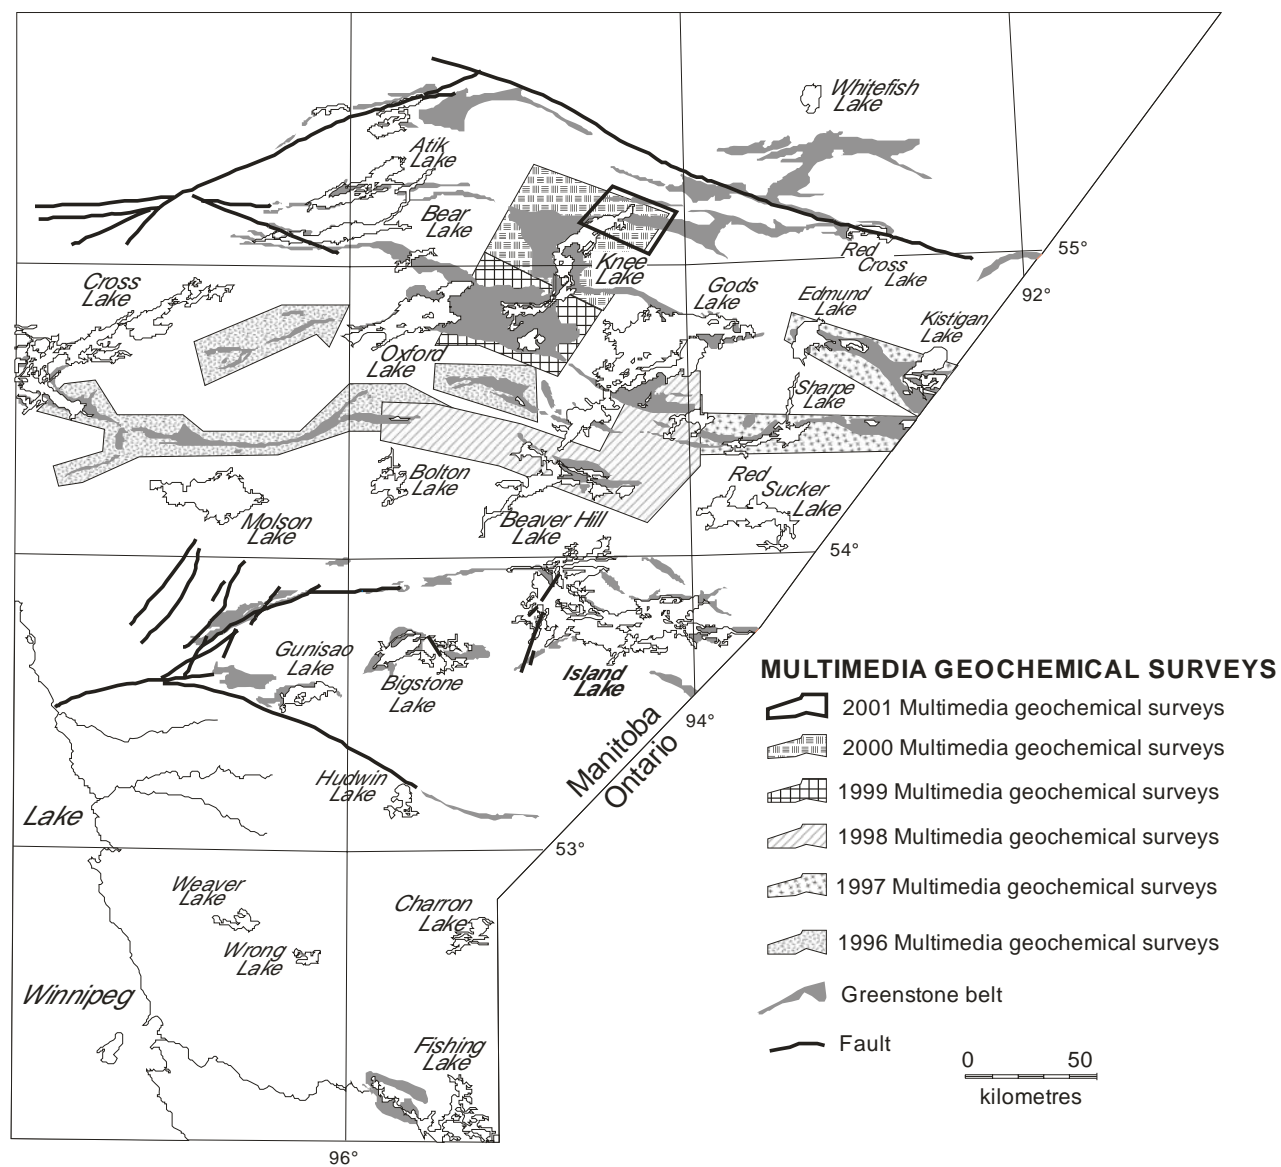 Whitefish
Lake
Atik
Lake
Bear
Lake
Knee
Lake
Red
Cross
Lake
55°
92°
Cross
Lake
Gods
Lake
Edmund
Lake
Kistigan
Lake
Oxford
Lake
Sharpe
Lake
Bolton
Lake
Red
Sucker
Lake
Molson
Lake
Beaver Hill
Lake
54°
Gunisao
Lake
Bigstone
Lake
Island
Lake
94°
Manitoba
Ontario
MULTIMEDIA GEOCHEMICAL SURVEYS
2001 Multimedia geochemical surveys
2000 Multimedia geochemical surveys
1999 Multimedia geochemical surveys
1998 Multimedia geochemical surveys
1997 Multimedia geochemical surveys
1996 Multimedia geochemical surveys
Greenstone belt
Fault
0 50
kilometres
Hudwin
Lake
Lake
53°
Weaver
Lake
Charron
Lake
Wrong
Lake
Winnipeg
Fishing
Lake
96°